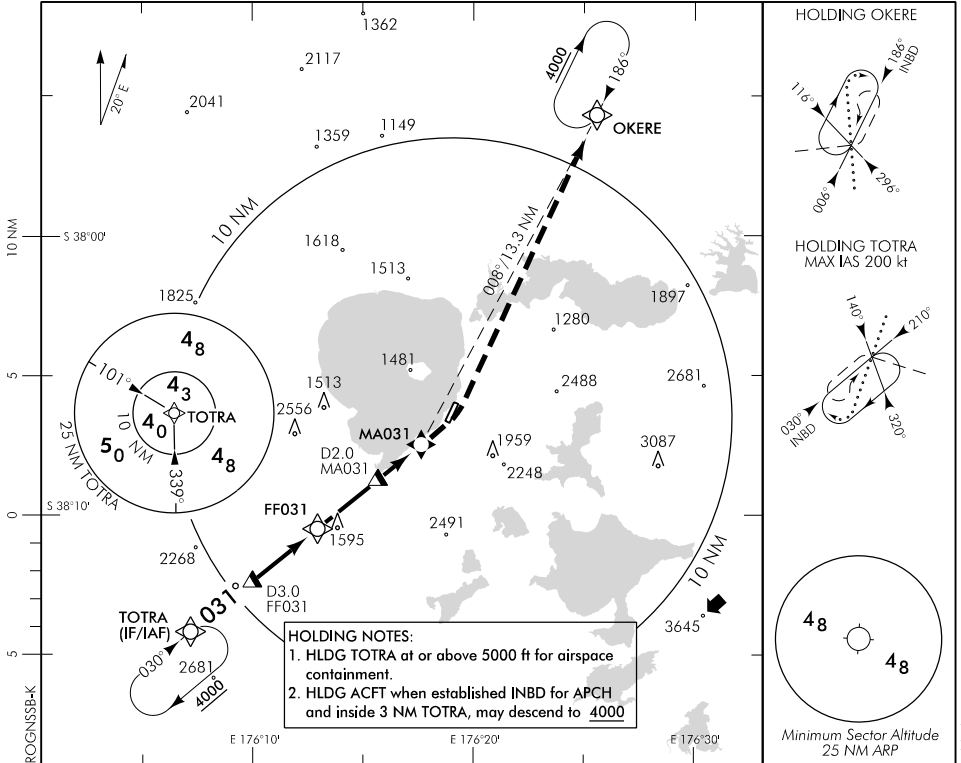 1362
2117
2041
20° E
1359
1149
4000
186°
OKERE
10 NM
10 NM
S 38°00'
1618
1513
008°/13.3 NM
1825
1897
1280
1481
2488
2681
4 8
101°
4 3
TOTRA
4 0
10 NM
5 0
4 8
339°
25 NM TOTRA
1513
2556
MA031
D2.0
MA031
1959
2248
3087
5
S 38°10'
0
FF031
1595
2491
2268
D3.0
FF031
10 NM
3645
031°
TOTRA
(IF/IAF)
030°
2681
4000
5
HOLDING NOTES:
1. HLDG TOTRA at or above 5000 ft for airspace
containment.
2. HLDG ACFT when established INBD for APCH
and inside 3 NM TOTRA, may descend to 4000
ROGNSSB-K
E 176°10'
E 176°20'
E 176°30'
HOLDING OKERE
186°
INBD
116°
006°
296°
HOLDING TOTRA
MAX IAS 200 kt
140°
210°
030°
INBD
320°
4 8
4 8
Minimum Sector Altitude
25 NM ARP